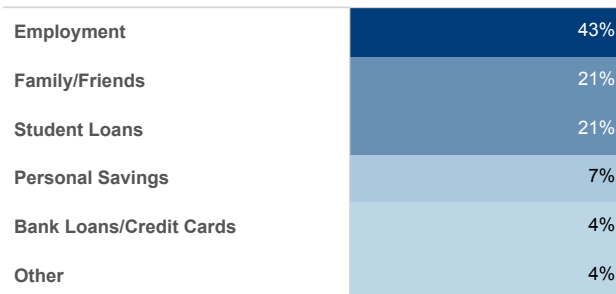 Employment 43%
Family/Friends 21%
Student Loans 21%
Personal Savings 7%
Bank Loans/Credit Cards 4%
Other 4%